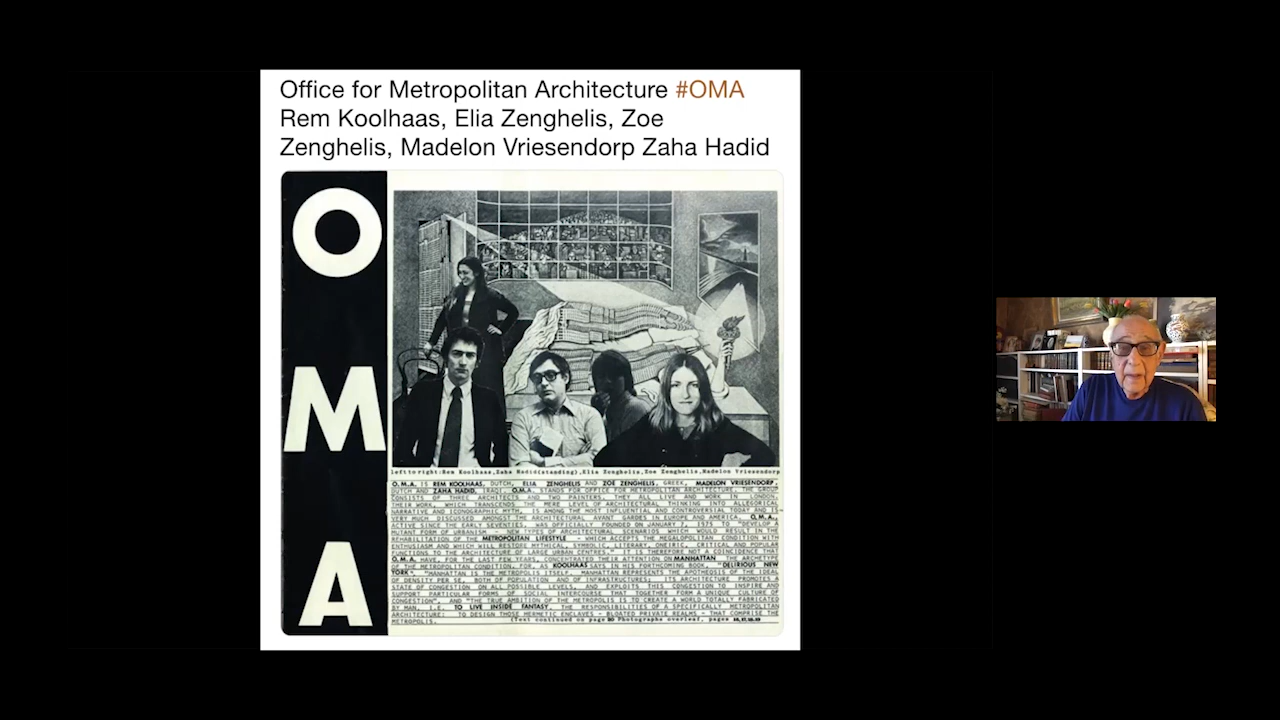 Office for Metropolitan Architecture #OMA
Rem Koolhaas, Elia Zenghelis, Zoe
Zenghelis, Madelon Vriesendorp Zaha Hadid
O
M
A
left to right: Rem Koolhaas, Zaha Hadid(standing), Elia Zenghelis, Zoe Zenghelis, Madelon Vriesendorp
O.M.A. IS REM KOOLHAAS, DUTCH, ELIA ZENGHELIS AND ZOË ZENGHELIS, GREEK, MADELON VRIESENDORP,
DUTCH AND ZAHA HADID, IRAQI. O.M.A. STANDS FOR OFFICE FOR METROPOLITAN ARCHITECTURE. THE GROUP
CONSISTS OF THREE ARCHITECTS AND TWO PAINTERS. THEY ALL LIVE AND WORK IN LONDON.
THEIR WORK, WHICH TRANSCENDS THE MERE LEVEL OF ARCHITECTURAL THINKING INTO ALLEGORICAL
NARRATIVE AND ICONOGRAPHIC MYTH, IS AMONG THE MOST INFLUENTIAL AND CONTROVERSIAL TODAY AND IS
VERY MUCH DISCUSSED AMONGST THE ARCHITECTURAL AVANT GARDES IN EUROPE AND AMERICA. O.M.A.,
ACTIVE SINCE THE EARLY SEVENTIES, WAS OFFICIALLY FOUNDED ON JANUARY 7, 1975 TO "DEVELOP A
MUTANT FORM OF URBANISM - NEW TYPES OF ARCHITECTURAL SCENARIOS WHICH WOULD RESULT IN THE
REHABILITATION OF THE METROPOLITAN LIFESTYLE - WHICH ACCEPTS THE MEGALOPOLITAN CONDITION WITH
ENTHUSIASM AND WHICH WILL RESTORE MYTHICAL, SYMBOLIC, LITERARY, ONEIRIC, CRITICAL AND POPULAR
FUNCTIONS TO THE ARCHITECTURE OF LARGE URBAN CENTRES." IT IS THEREFORE NOT A COINCIDENCE THAT
O.M.A. HAVE, FOR THE LAST FEW YEARS, CONCENTRATED THEIR ATTENTION ON MANHATTAN THE ARCHETYPE
OF THE METROPOLITAN CONDITION. FOR, AS KOOLHAAS SAYS IN HIS FORTHCOMING BOOK, "DELIRIOUS NEW
YORK", "MANHATTAN IS THE METROPOLIS ITSELF. MANHATTAN REPRESENTS THE APOTHEOSIS OF THE IDEAL
OF DENSITY PER SE, BOTH OF POPULATION AND OF INFRASTRUCTURES; ITS ARCHITECTURE PROMOTES A
STATE OF CONGESTION ON ALL POSSIBLE LEVELS, AND EXPLOITS THIS CONGESTION TO INSPIRE AND
SUPPORT PARTICULAR FORMS OF SOCIAL INTERCOURSE THAT TOGETHER FORM A UNIQUE CULTURE OF
CONGESTION", AND "THE TRUE AMBITION OF THE METROPOLIS IS TO CREATE A WORLD TOTALLY FABRICATED
BY MAN, I.E. TO LIVE INSIDE FANTASY. THE RESPONSIBILITIES OF A SPECIFICALLY METROPOLITAN
ARCHITECTURE: TO DESIGN THOSE HERMETIC ENCLAVES - BLOATED PRIVATE REALMS - THAT COMPRISE THE
METROPOLIS. (Text continued on page 20 Photographs overleaf, pages